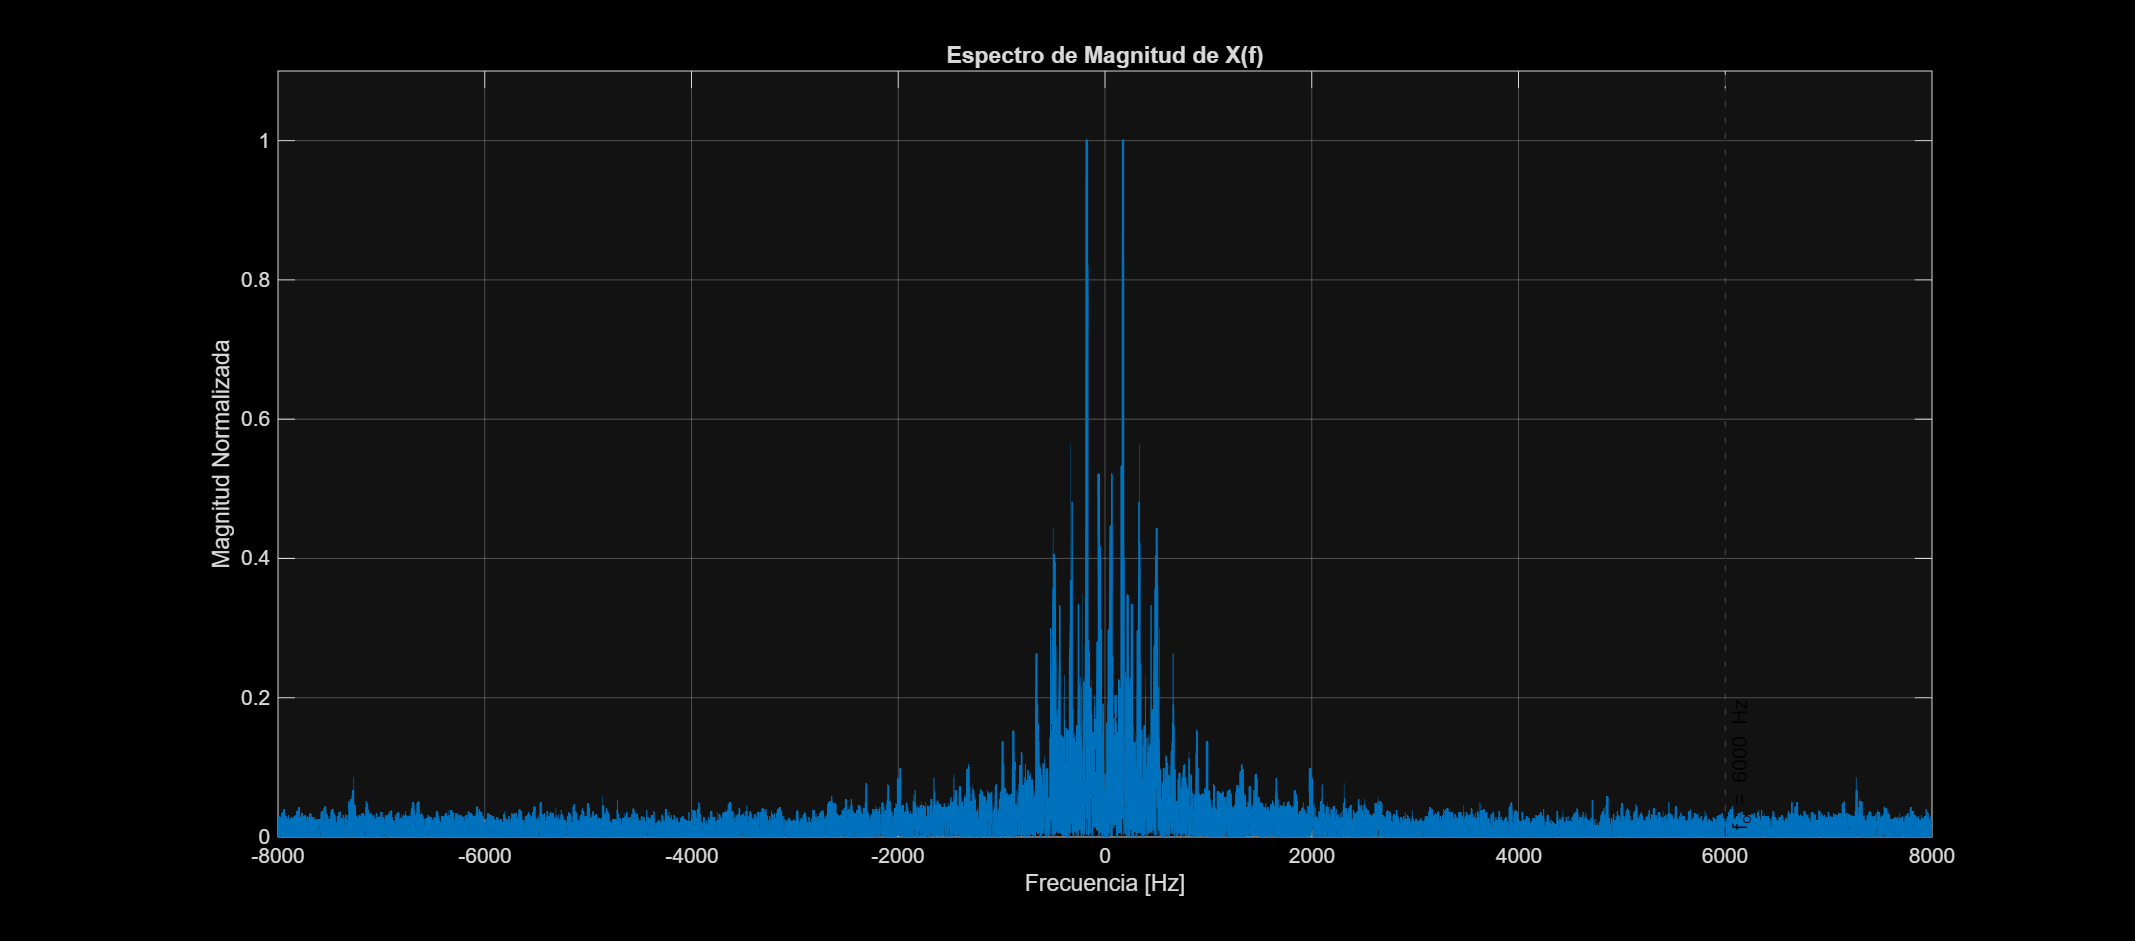 Espectro de Magnitud de X(f)
Magnitud Normalizada
1
0.8
0.6
0.4
0.2
0
f_c = 6000 Hz
-8000 -6000 -4000 -2000 0 2000 4000 6000 8000
Frecuencia [Hz]